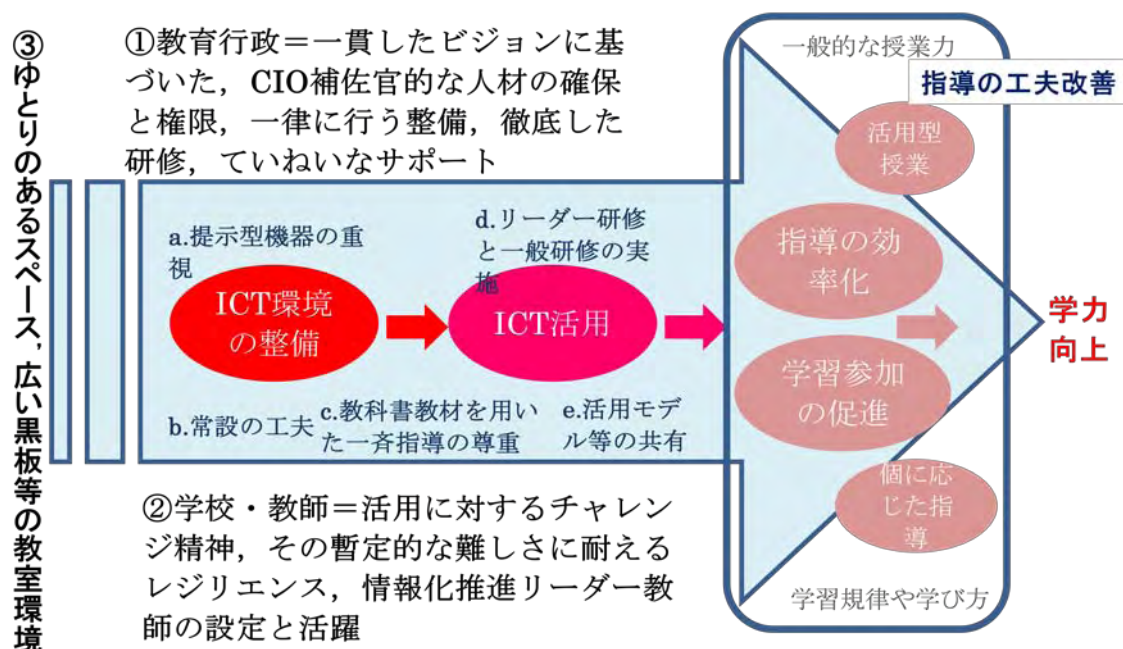 ③ゆとりのあるスペース，広い黒板等の教室環境
①教育行政＝一貫したビジョンに基
づいた，CIO補佐官的な人材の確保
と権限，一律に行う整備，徹底した
研修，ていねいなサポート
a.提示型機器の重
視
ICT環境
の整備
b.常設の工夫
c.教科書教材を用い
た一斉指導の尊重
d.リーダー研修
と一般研修の実
施
ICT活用
e.活用モデ
ル等の共有
②学校・教師＝活用に対するチャレン
ジ精神，その暫定的な難しさに耐える
レジリエンス，情報化推進リーダー教
師の設定と活躍
一般的な授業力
指導の工夫改善
活用型
授業
指導の効
率化
学習参加
の促進
個に応
じた指
導
学習規律や学び方
学力
向上